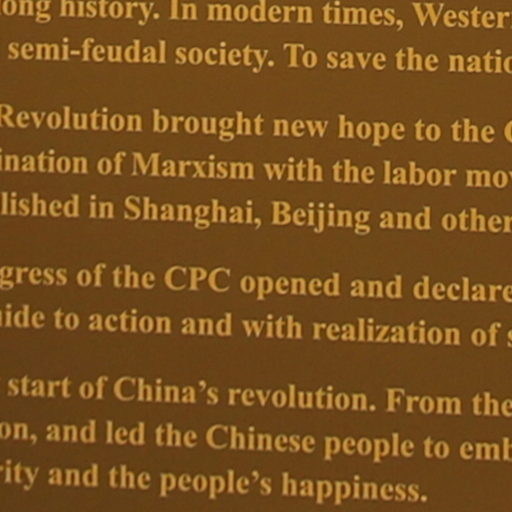 ong history. In modern times, Wester
semi-feudal society. To save the natio
Revolution brought new hope to the
ination of Marxism with the labor mov
lished in Shanghai, Beijing and other
gress of the CPC opened and declare
ide to action and with realization of s
start of China's revolution. From the
on, and led the Chinese people to emb
rity and the people's happiness.